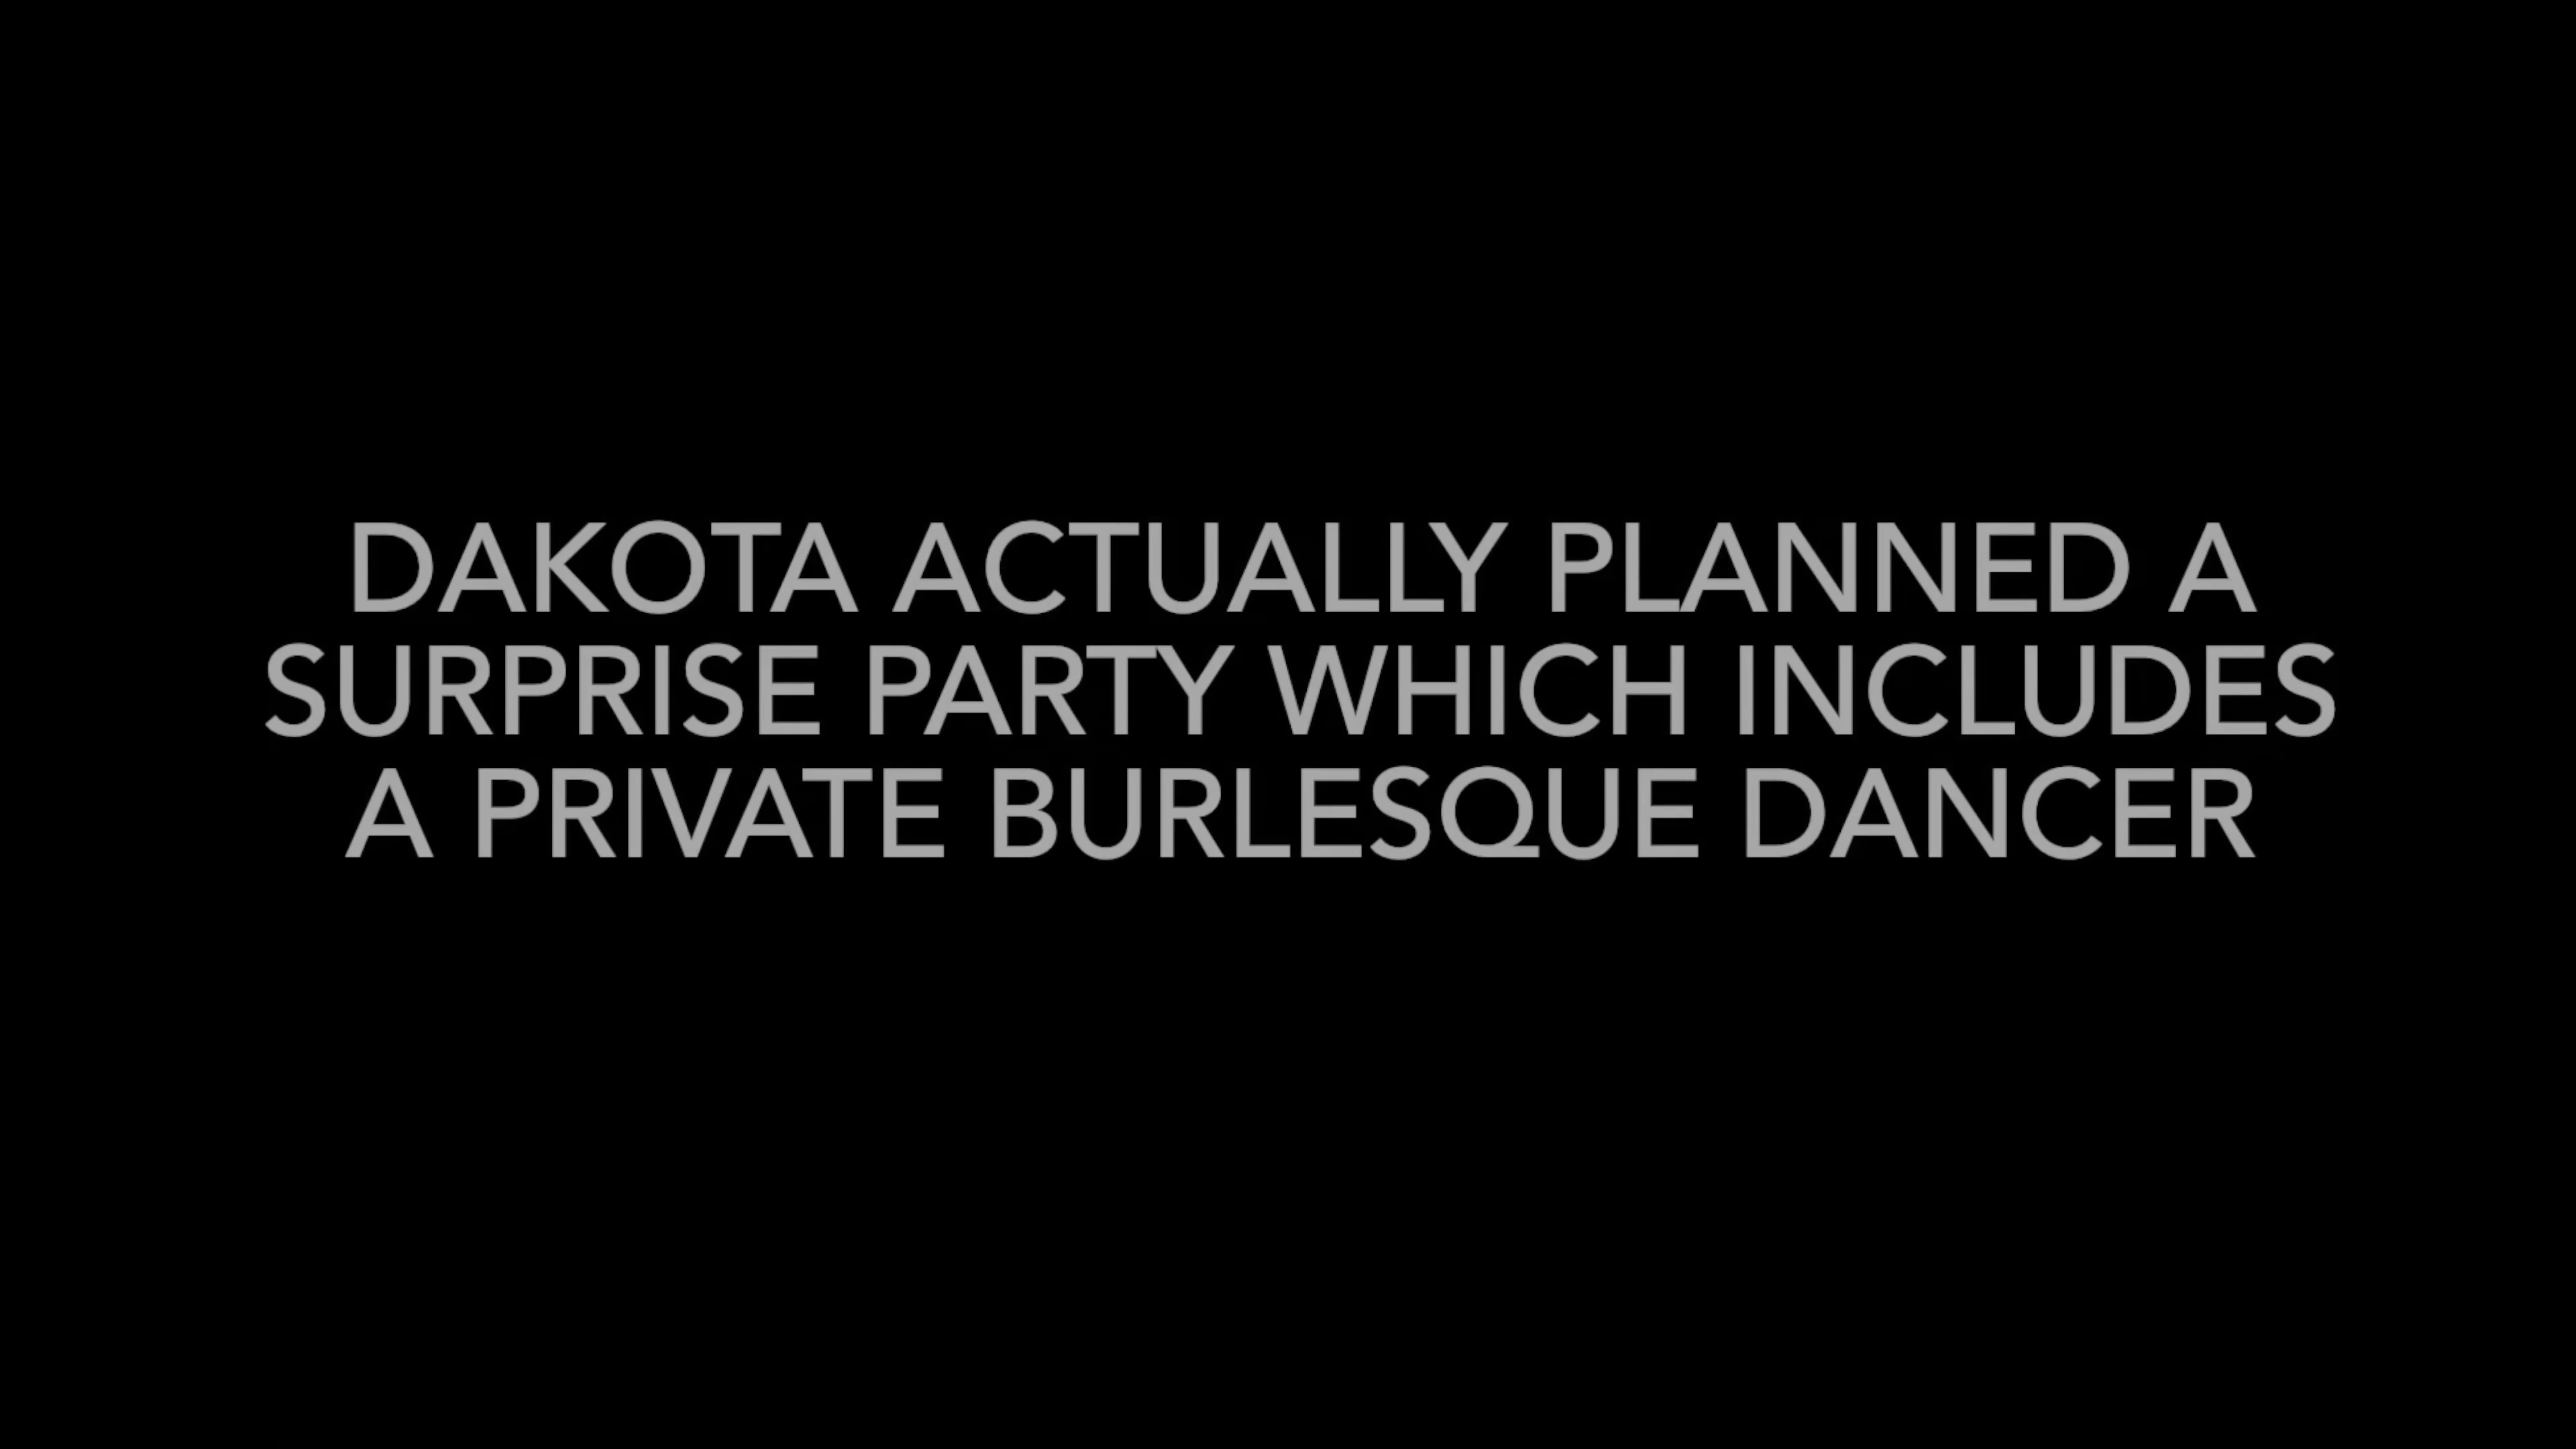 DAKOTA ACTUALLY PLANNED A
SURPRISE PARTY WHICH INCLUDES
A PRIVATE BURLESQUE DANCER